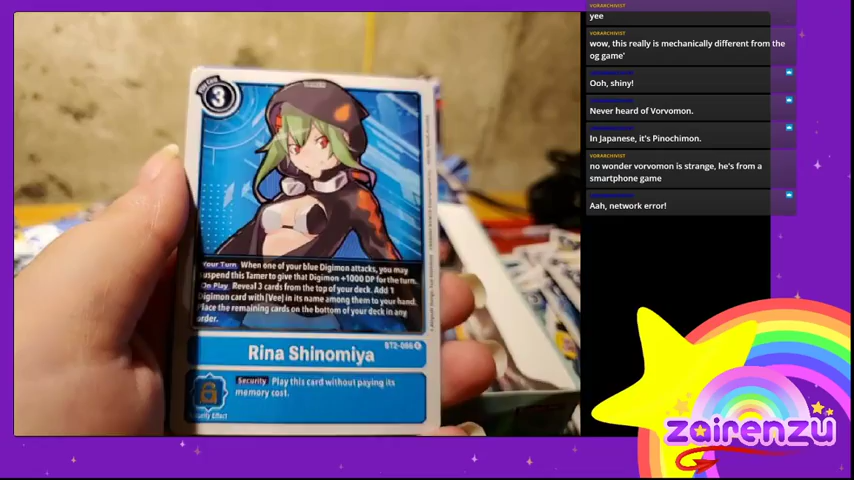 3
Your Turn When one of your blue Digimon attacks, you may
suspend this Tamer to give that Digimon +1000 DP for the turn.
On Play Reveal 3 cards from the top of your deck. Add 1
Digimon card with [Vee] in its name among them to your hand.
Place the remaining cards on the bottom of your deck in any
order.
BT2-086
Rina Shinomiya
Security Play this card without paying its
memory cost.
Security Effect
VORARCHIVIST
yee
VORARCHIVIST
wow, this really is mechanically different from the
og game'
Ooh, shiny!
Never heard of Vorvomon.
In Japanese, it's Pinochimon.
VORARCHIVIST
no wonder vorvomon is strange, he's from a
smartphone game
Aah, network error!
zairenzu